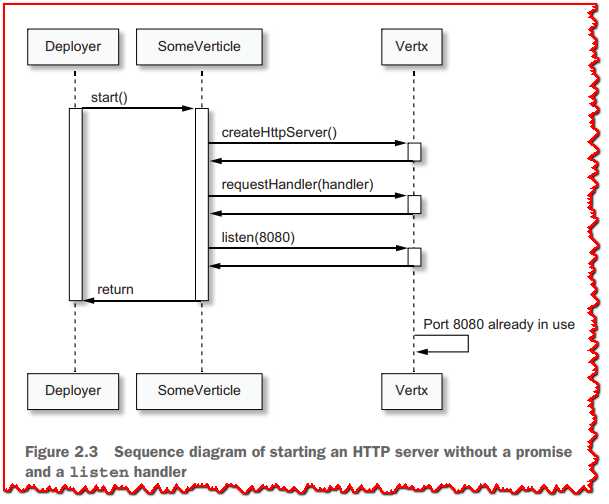 Deployer
SomeVerticle
Vertx
start()
createHttpServer()
requestHandler(handler)
listen(8080)
return
Port 8080 already in use
Deployer
SomeVerticle
Vertx
Figure 2.3 Sequence diagram of starting an HTTP server without a promise
and a listen handler